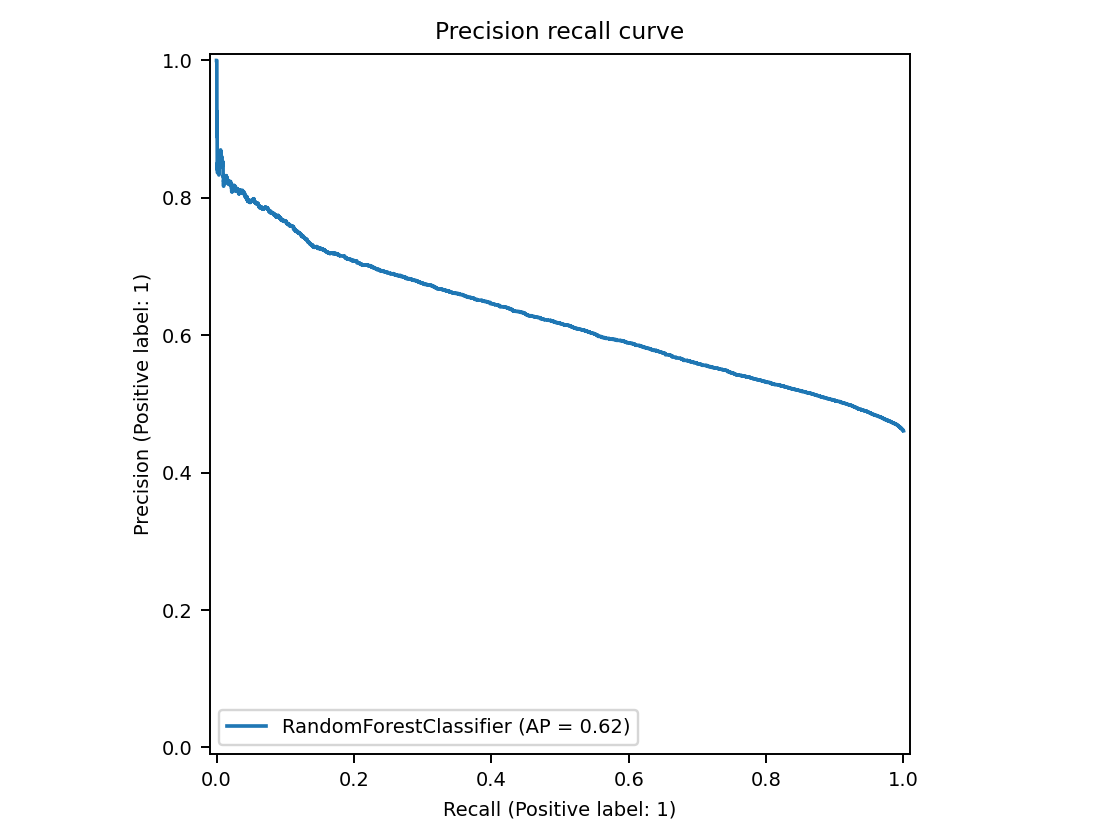 Precision recall curve
1.0
0.8
0.6
0.4
0.2
0.0
Precision (Positive label: 1)
RandomForestClassifier (AP = 0.62)
0.0 0.2 0.4 0.6 0.8 1.0
Recall (Positive label: 1)